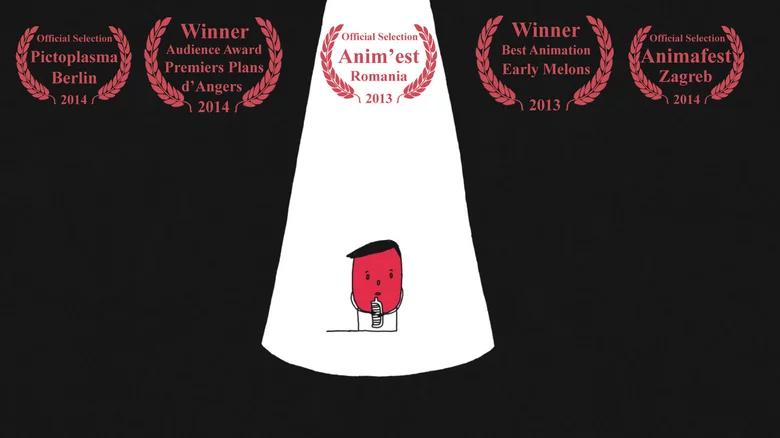 Official Selection
Pictoplasma
Berlin
2014
Winner
Audience Award
Premiers Plans
d'Angers
2014
Official Selection
Anim'est
Romania
2013
Winner
Best Animation
Early Melons
2013
Official Selection
Animafest
Zagreb
2014